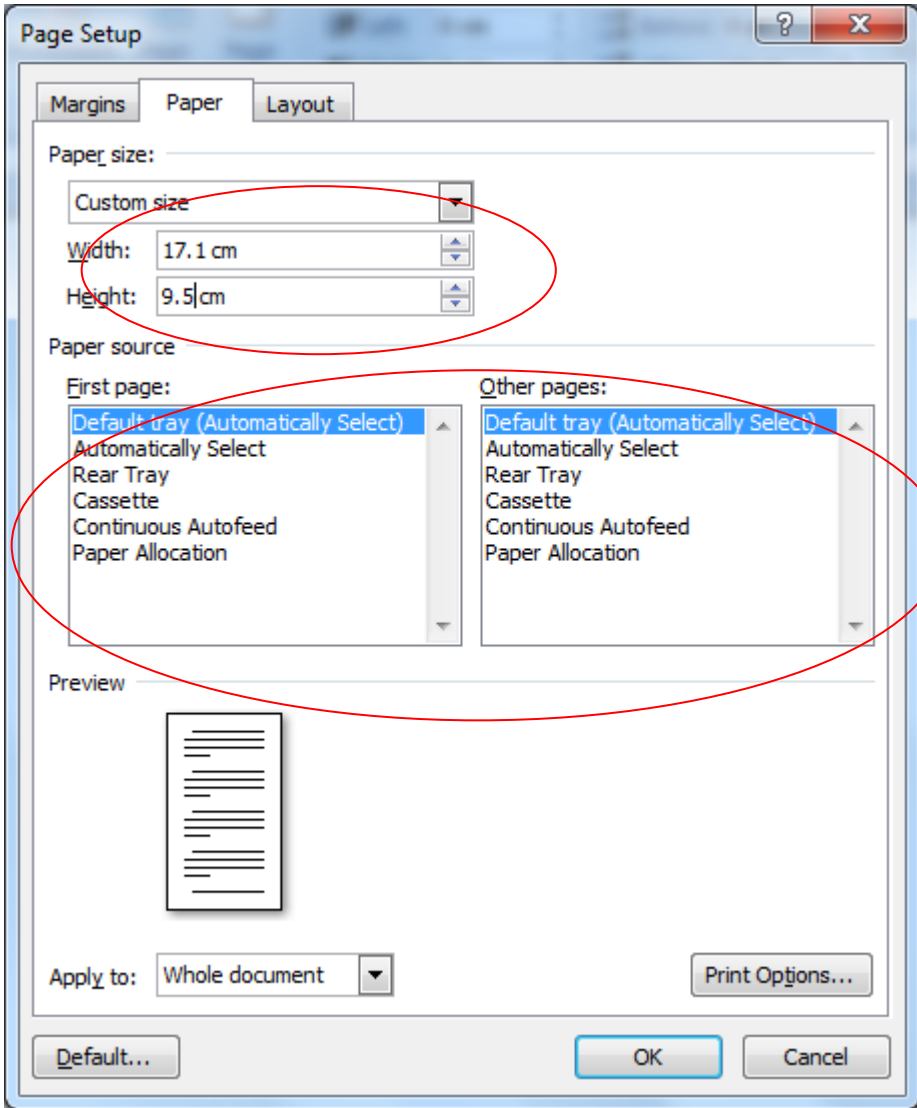 Page Setup
Margins Paper Layout
Paper size:
Custom size
Width: 17.1 cm
Height: 9.5 cm
Paper source
First page: Other pages:
Default tray (Automatically Select) Default tray (Automatically Select)
Automatically Select Automatically Select
Rear Tray Rear Tray
Cassette Cassette
Continuous Autofeed Continuous Autofeed
Paper Allocation Paper Allocation
Preview
Apply to: Whole document Print Options...
Default... OK Cancel